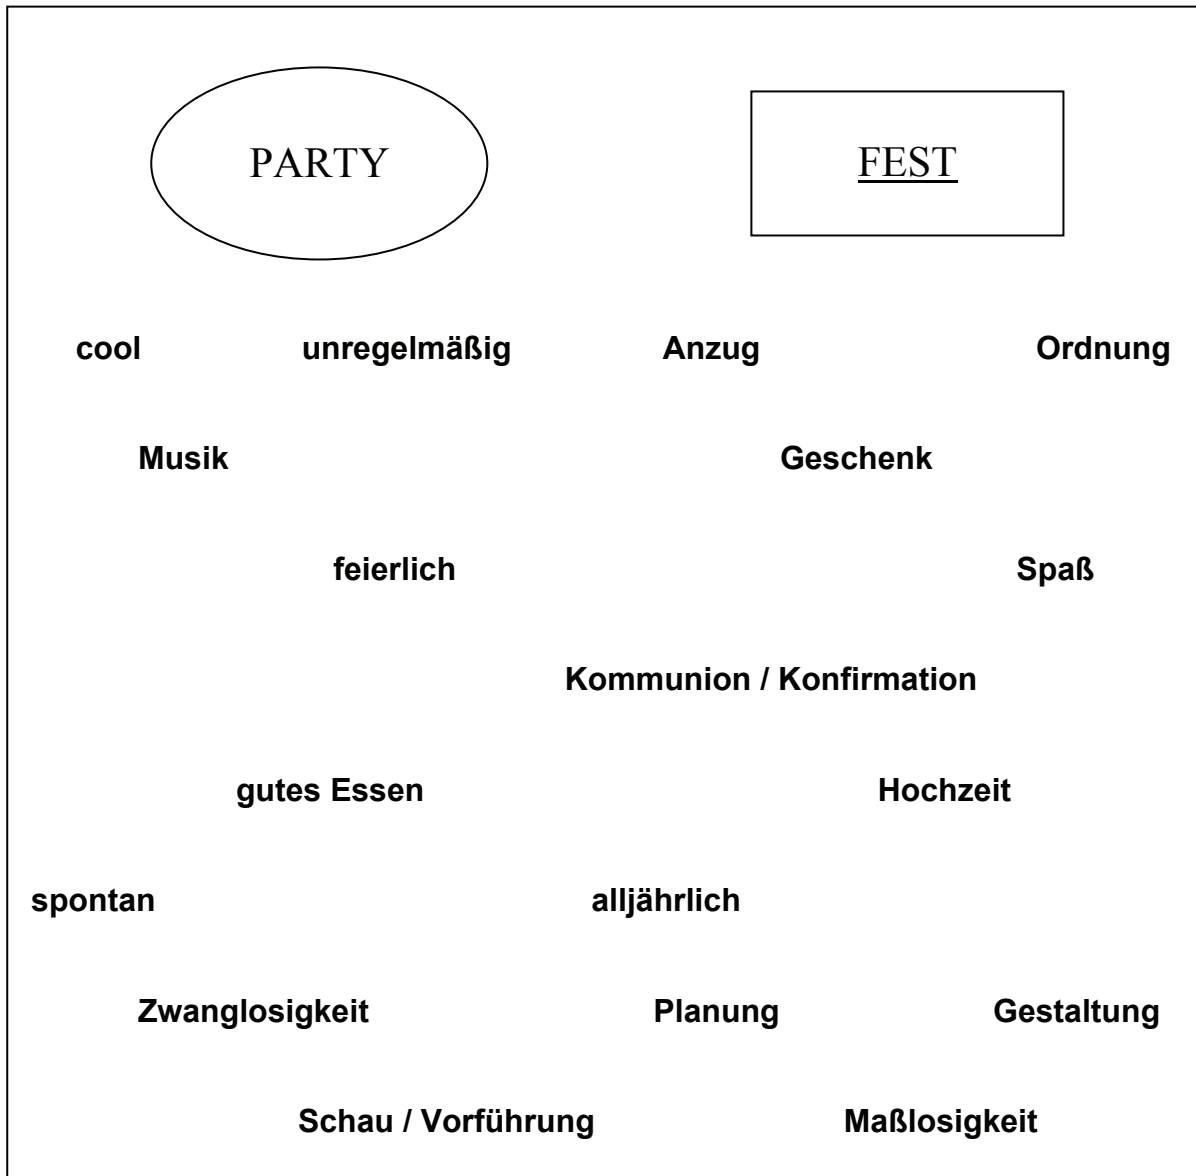 PARTY FEST
cool unregelmäßig Anzug Ordnung
Musik Geschenk
feierlich Spaß
Kommunion / Konfirmation
gutes Essen Hochzeit
spontan alljährlich
Zwanglosigkeit Planung Gestaltung
Schau / Vorführung Maßlosigkeit